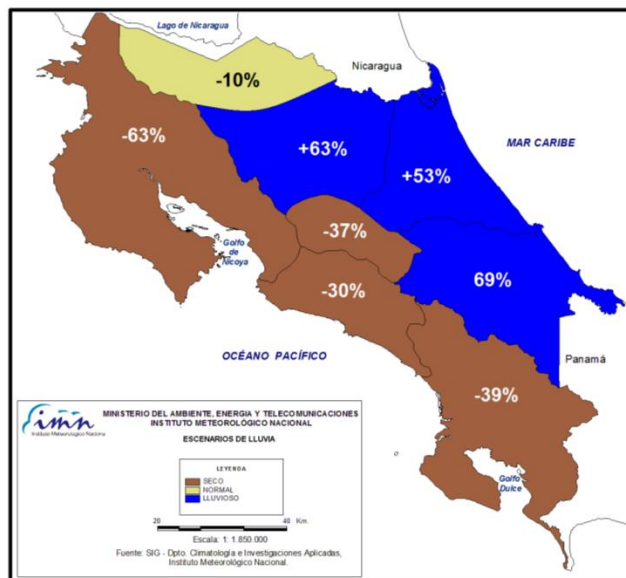 Lago de Nicaragua
-10%
Nicaragua
-63%
MAR CARIBE
+63%
+53%
-37%
Golfo
de
Nicoya
-30%
69%
OCÉANO PACÍFICO
Panamá
-39%
Golfo
Dulce
imn
Instituto Meteorológico Nacional
MINISTERIO DEL AMBIENTE, ENERGIA Y TELECOMUNICACIONES
INSTITUTO METEOROLÓGICO NACIONAL
ESCENARIOS DE LLUVIA
LEYENDA
SECO
NORMAL
LLUVIOSO
20 0 40 Km.
Escala: 1: 1.850.000
Fuente: SIG - Dpto. Climatología e Investigaciones Aplicadas,
Instituto Meteorológico Nacional.